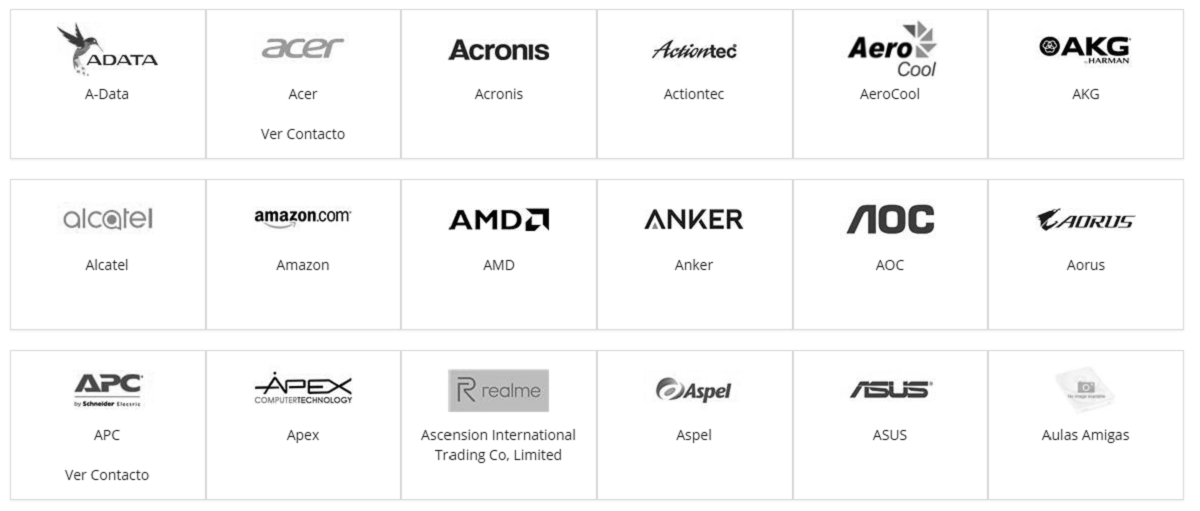 ADATA
acer
Acronis
Actiontec
Aero
Cool
AKG
by HARMAN
A-Data
Acer
Acronis
Actiontec
AeroCool
AKG
Ver Contacto
alcatel
amazon.com
AMD
ANKER
AOC
AORUS
Alcatel
Amazon
AMD
Anker
AOC
Aorus
APC
by Schneider Electric
APEX
COMPUTERTECHNOLOGY
realme
Aspel
ASUS
No image available
APC
Apex
Ascension International
Trading Co, Limited
Aspel
ASUS
Aulas Amigas
Ver Contacto